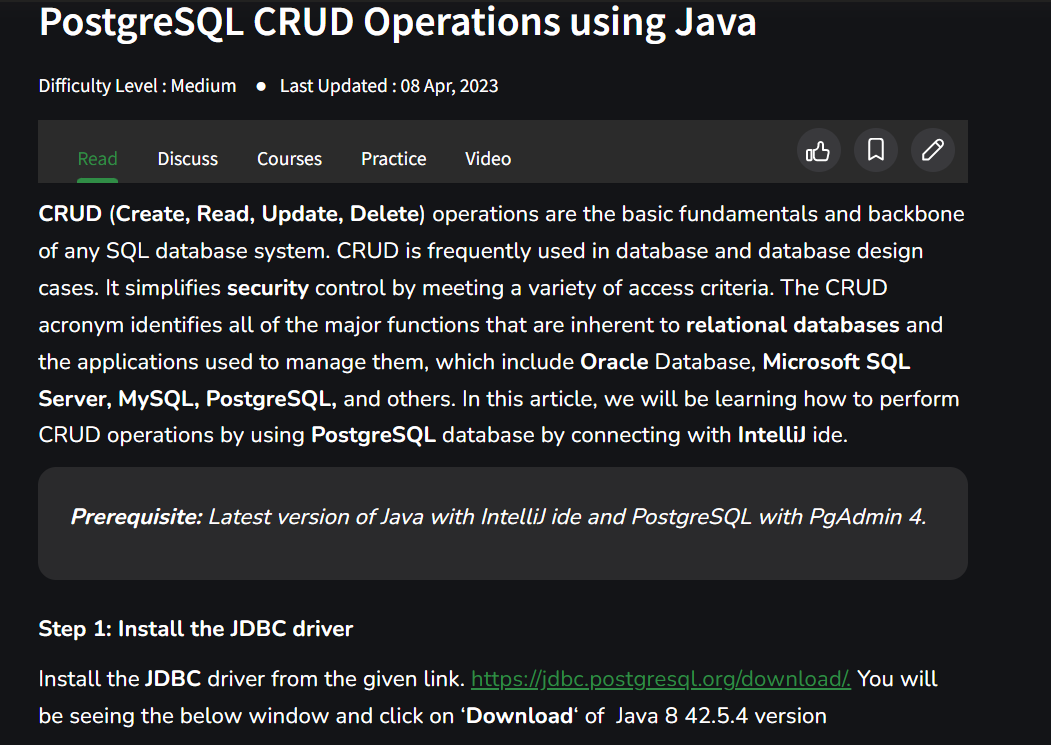 PostgreSQL CRUD Operations using Java
Difficulty Level : Medium ● Last Updated : 08 Apr, 2023
Read Discuss Courses Practice Video
CRUD (Create, Read, Update, Delete) operations are the basic fundamentals and backbone
of any SQL database system. CRUD is frequently used in database and database design
cases. It simplifies security control by meeting a variety of access criteria. The CRUD
acronym identifies all of the major functions that are inherent to relational databases and
the applications used to manage them, which include Oracle Database, Microsoft SQL
Server, MySQL, PostgreSQL, and others. In this article, we will be learning how to perform
CRUD operations by using PostgreSQL database by connecting with IntelliJ ide.
Prerequisite: Latest version of Java with IntelliJ ide and PostgreSQL with PgAdmin 4.
Step 1: Install the JDBC driver
Install the JDBC driver from the given link. https://jdbc.postgresql.org/download/. You will
be seeing the below window and click on ‘Download‘ of Java 8 42.5.4 version